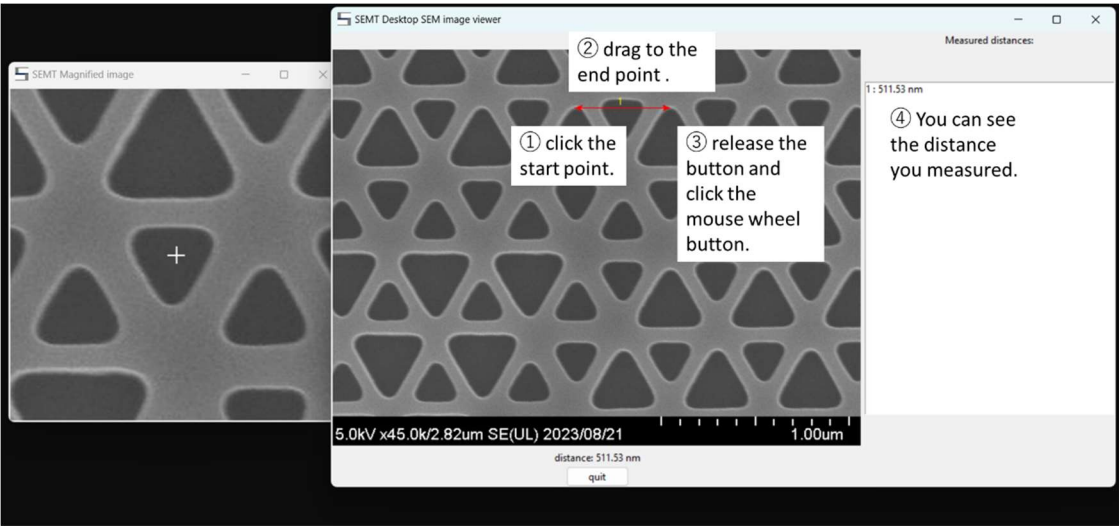 SEMT Magnified image
SEMT Desktop SEM image viewer
Measured distances:
1 : 511.53 nm
② drag to the
end point .
1
① click the
start point.
③ release the
button and
click the
mouse wheel
button.
④ You can see
the distance
you measured.
5.0kV x45.0k/2.82um SE(UL) 2023/08/21
1.00um
distance: 511.53 nm
quit